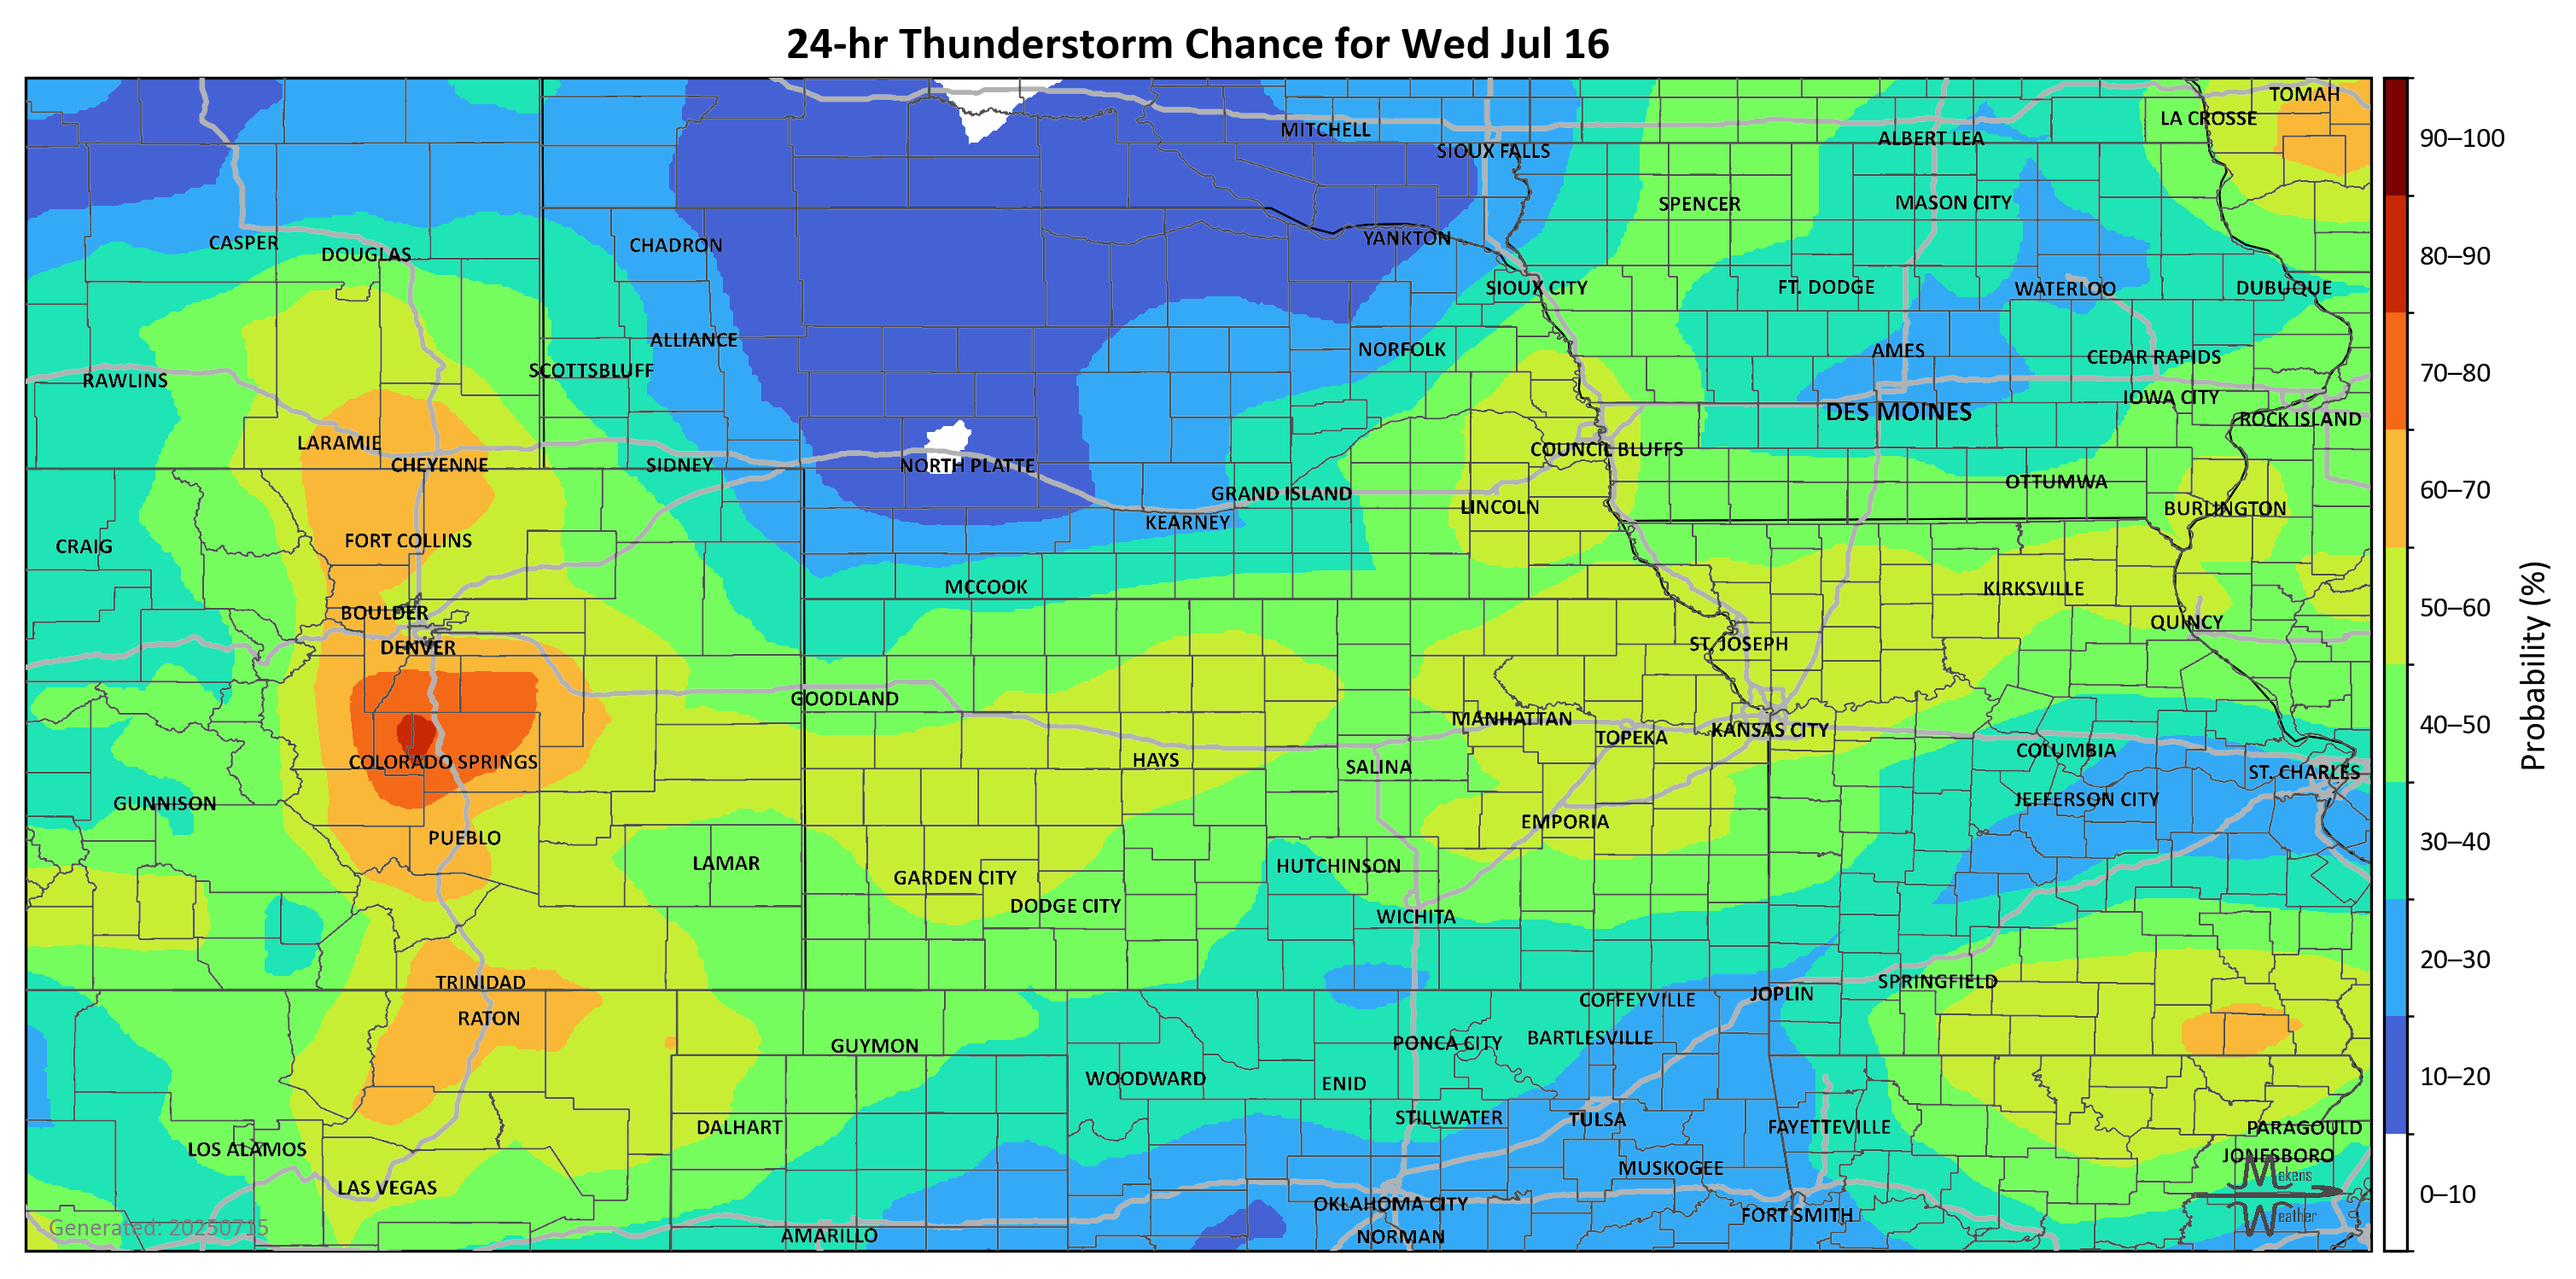 24-hr Thunderstorm Chance for Wed Jul 16
TOMAH
LA CROSSE
MITCHELL
ALBERT LEA
SIOUX FALLS
SPENCER
MASON CITY
CASPER
CHADRON
YANKTON
DOUGLAS
SIOUX CITY
FT. DODGE
WATERLOO
DUBUQUE
ALLIANCE
NORFOLK
AMES
CEDAR RAPIDS
RAWLINS
SCOTTSBLUFF
IOWA CITY
DES MOINES
ROCK ISLAND
LARAMIE
COUNCIL BLUFFS
CHEYENNE
SIDNEY
NORTH PLATTE
OTTUMWA
GRAND ISLAND
LINCOLN
BURLINGTON
KEARNEY
CRAIG
FORT COLLINS
MCCOOK
KIRKSVILLE
BOULDER
QUINCY
DENVER
ST. JOSEPH
GOODLAND
MANHATTAN
KANSAS CITY
TOPEKA
COLUMBIA
COLORADO SPRINGS
HAYS
SALINA
ST. CHARLES
GUNNISON
JEFFERSON CITY
EMPORIA
PUEBLO
LAMAR
HUTCHINSON
GARDEN CITY
DODGE CITY
WICHITA
TRINIDAD
SPRINGFIELD
COFFEYVILLE
JOPLIN
RATON
BARTLESVILLE
GUYMON
PONCA CITY
WOODWARD
ENID
STILLWATER
TULSA
DALHART
FAYETTEVILLE
PARAGOULD
LOS ALAMOS
JONESBORO
MUSKOGEE
LAS VEGAS
OKLAHOMA CITY
FORT SMITH
AMARILLO
NORMAN
Generated: 20250715
Mekens
Weather
90–100
80–90
70–80
60–70
50–60
40–50
30–40
20–30
10–20
0–10
Probability (%)